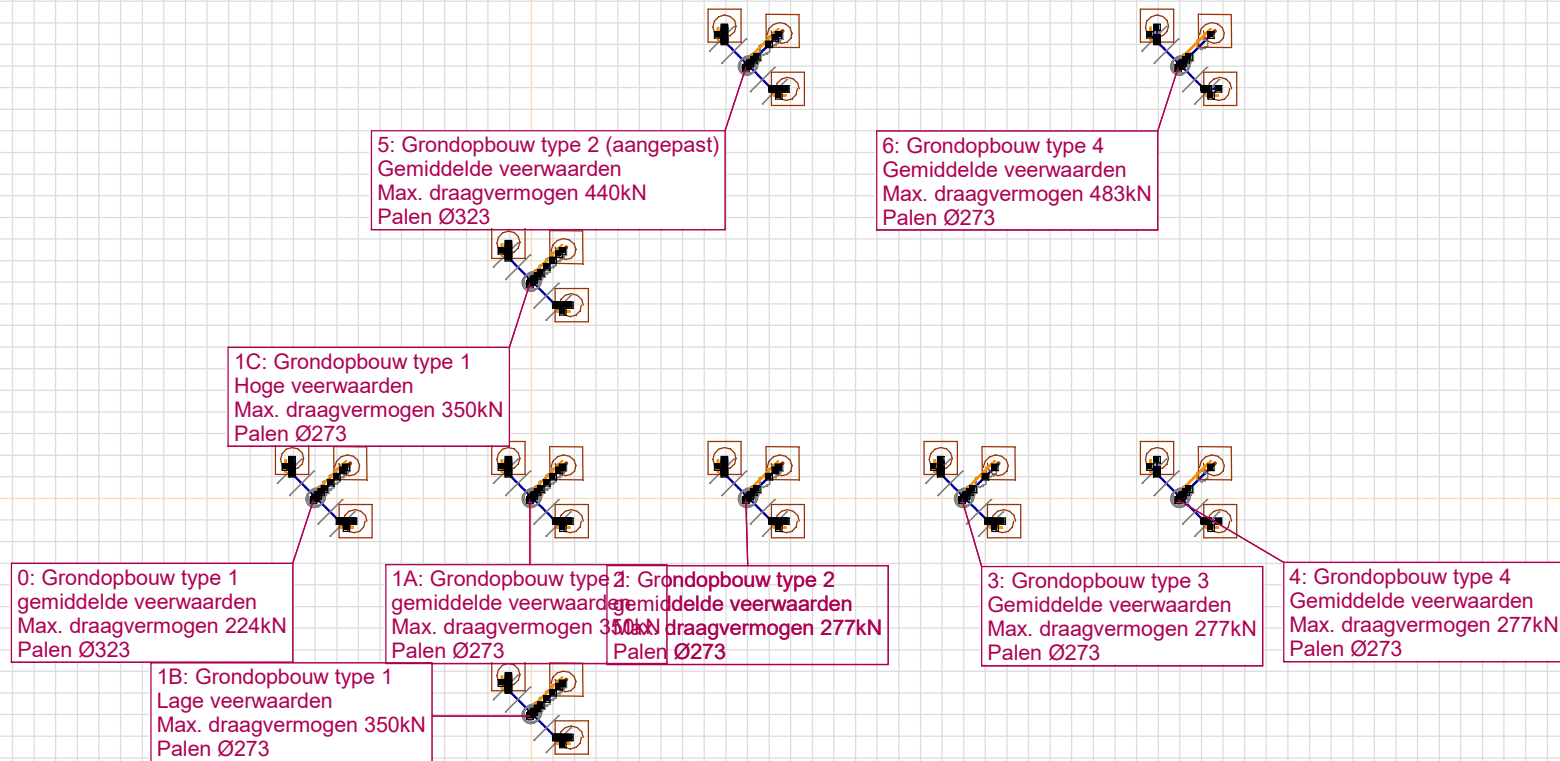 5: Grondopbouw type 2 (aangepast)
Gemiddelde veerwaarden
Max. draagvermogen 440kN
Palen Ø323
6: Grondopbouw type 4
Gemiddelde veerwaarden
Max. draagvermogen 483kN
Palen Ø273
1C: Grondopbouw type 1
Hoge veerwaarden
Max. draagvermogen 350kN
Palen Ø273
0: Grondopbouw type 1
gemiddelde veerwaarden
Max. draagvermogen 224kN
Palen Ø323
1A: Grondopbouw type 1
gemiddelde veerwaarden
Max. draagvermogen 350kN
Palen Ø273
2: Grondopbouw type 2
gemiddelde veerwaarden
Max. draagvermogen 277kN
Palen Ø273
3: Grondopbouw type 3
Gemiddelde veerwaarden
Max. draagvermogen 277kN
Palen Ø273
4: Grondopbouw type 4
Gemiddelde veerwaarden
Max. draagvermogen 277kN
Palen Ø273
1B: Grondopbouw type 1
Lage veerwaarden
Max. draagvermogen 350kN
Palen Ø273